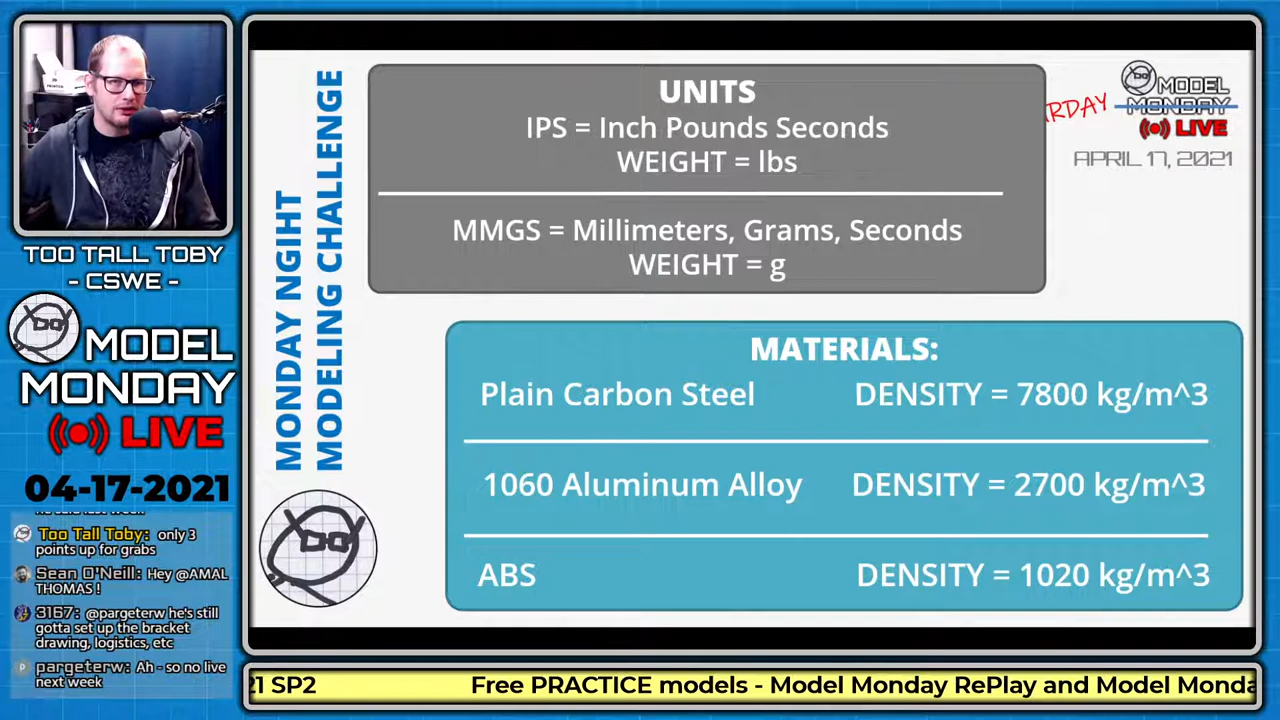 TOO TALL TOBY
- CSWE -
MODEL
MONDAY
LIVE
04-17-2021
Too Tall Toby: only 3
points up for grabs
Sean O'Neill: Hey @AMAL
THOMAS !
3167: @pargeterw he's still
gotta set up the bracket
drawing, logistics, etc
pargeterw: Ah - so no live
next week
MONDAY NGIHT
MODELING CHALLENGE
UNITS
IPS = Inch Pounds Seconds
WEIGHT = lbs
MMGS = Millimeters, Grams, Seconds
WEIGHT = g
RDAY
MODEL
MONDAY
LIVE
APRIL 17, 2021
MATERIALS:
Plain Carbon Steel DENSITY = 7800 kg/m^3
1060 Aluminum Alloy DENSITY = 2700 kg/m^3
ABS DENSITY = 1020 kg/m^3
21 SP2 Free PRACTICE models - Model Monday RePlay and Model Monda